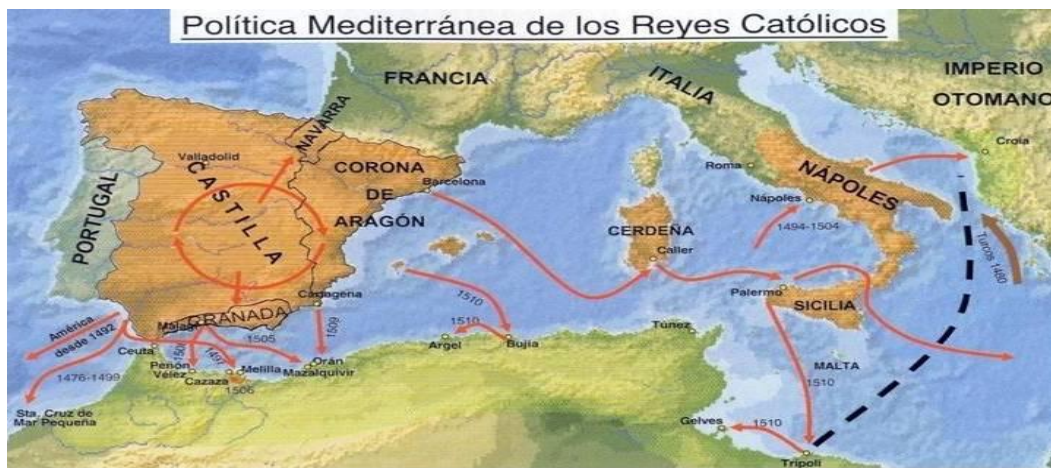 Política Mediterránea de los Reyes Católicos
FRANCIA
ITALIA
IMPERIO
OTOMANO
NAVARRA
Croia
Valladolid
CORONA
DE
ARAGÓN
Barcelona
Roma
NÁPOLES
Nápoles
PORTUGAL
CASTILLA
CERDEÑA
1494-1504
Caller
Turcos 1480
Cartagena
1510
Palermo
SICILIA
GRANADA
América
desde 1492
Málaga
1505
1509
1510
Túnez
Ceuta
Argel
Bujía
1497
Orán
Mazalquivir
Peñón
Vélez
Melilla
Cazaza
1506
MALTA
1476-1499
1510
Sta. Cruz de
Mar Pequeña
Gelves
1510
Trípoli